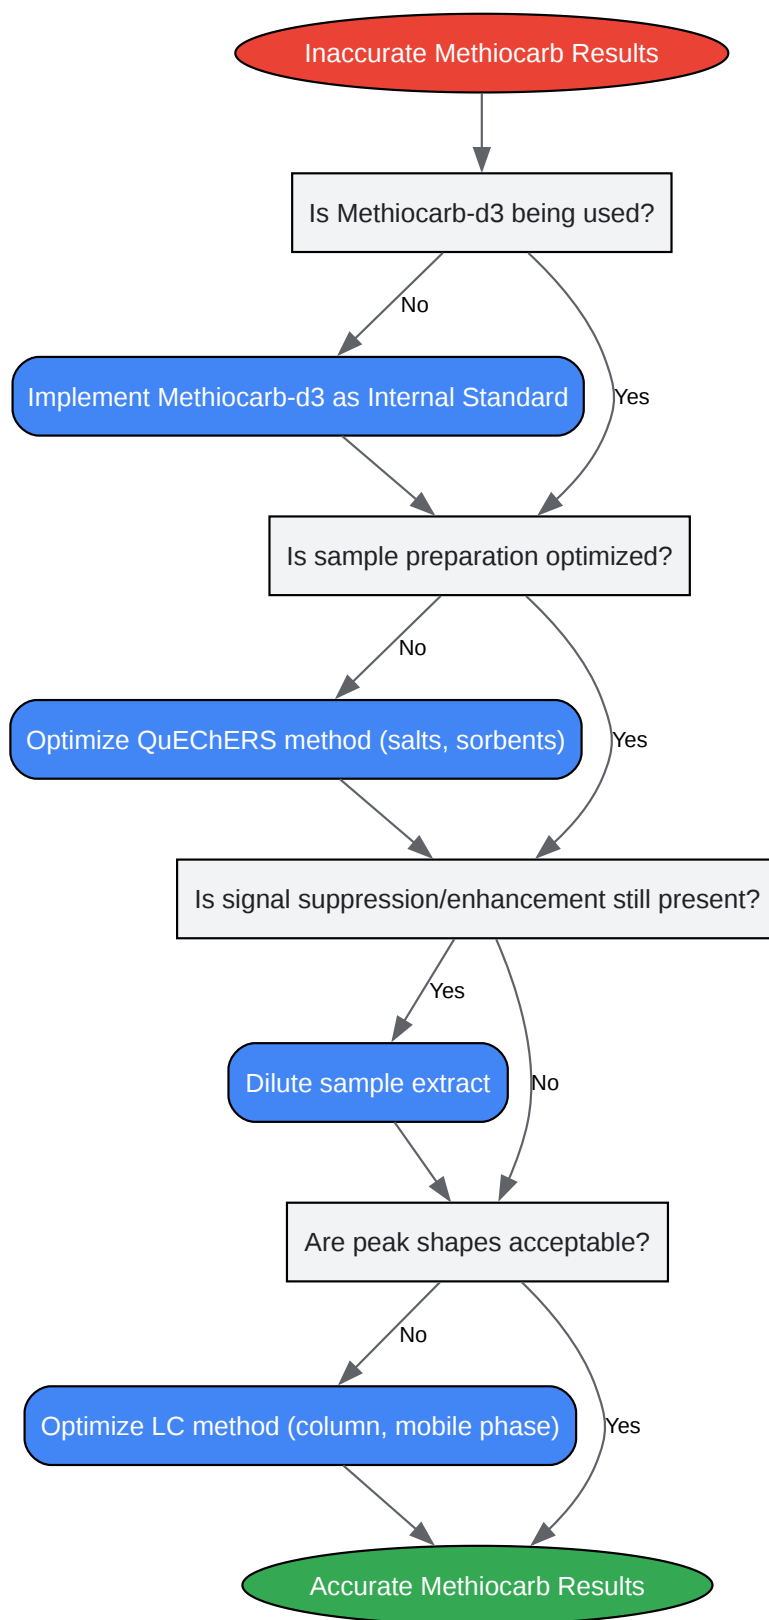 Inaccurate Methiocarb Results
Is Methiocarb-d3 being used?
No
Implement Methiocarb-d3 as Internal Standard
Yes
Is sample preparation optimized?
No
Optimize QuEChERS method (salts, sorbents)
Yes
Is signal suppression/enhancement still present?
Yes
Dilute sample extract
No
Are peak shapes acceptable?
No
Optimize LC method (column, mobile phase)
Yes
Accurate Methiocarb Results